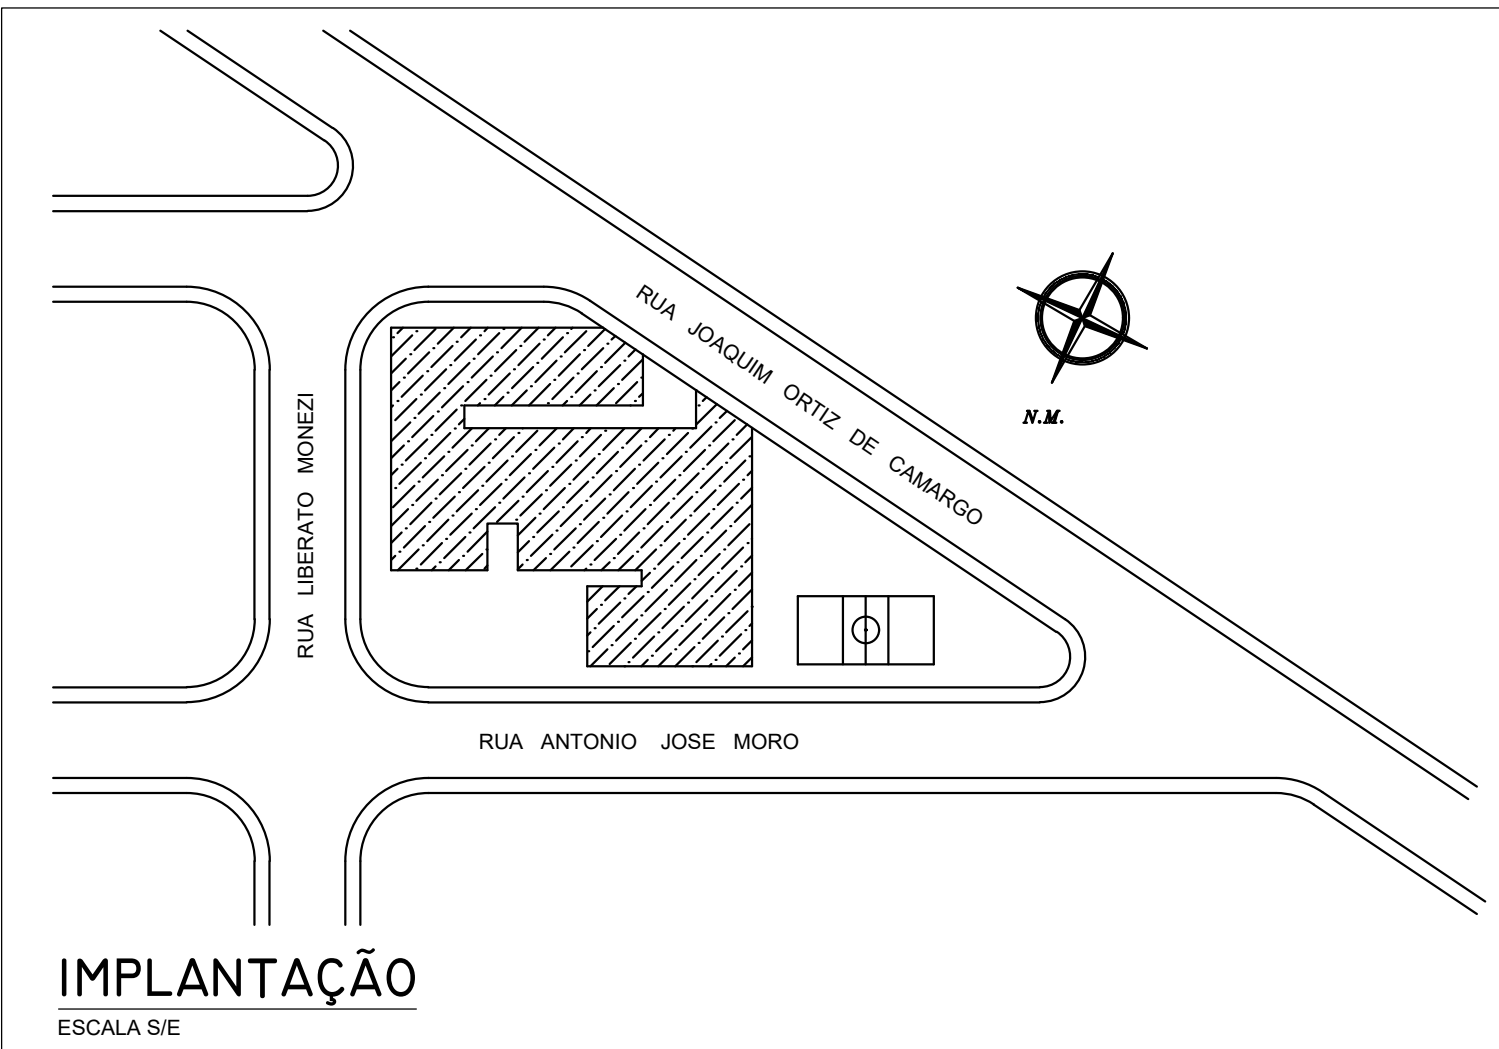 RUA JOAQUIM ORTIZ DE CAMARGO
N.M.
RUA LIBERATO MONEZI
RUA ANTONIO JOSE MORO
IMPLANTAÇÃO
ESCALA S/E